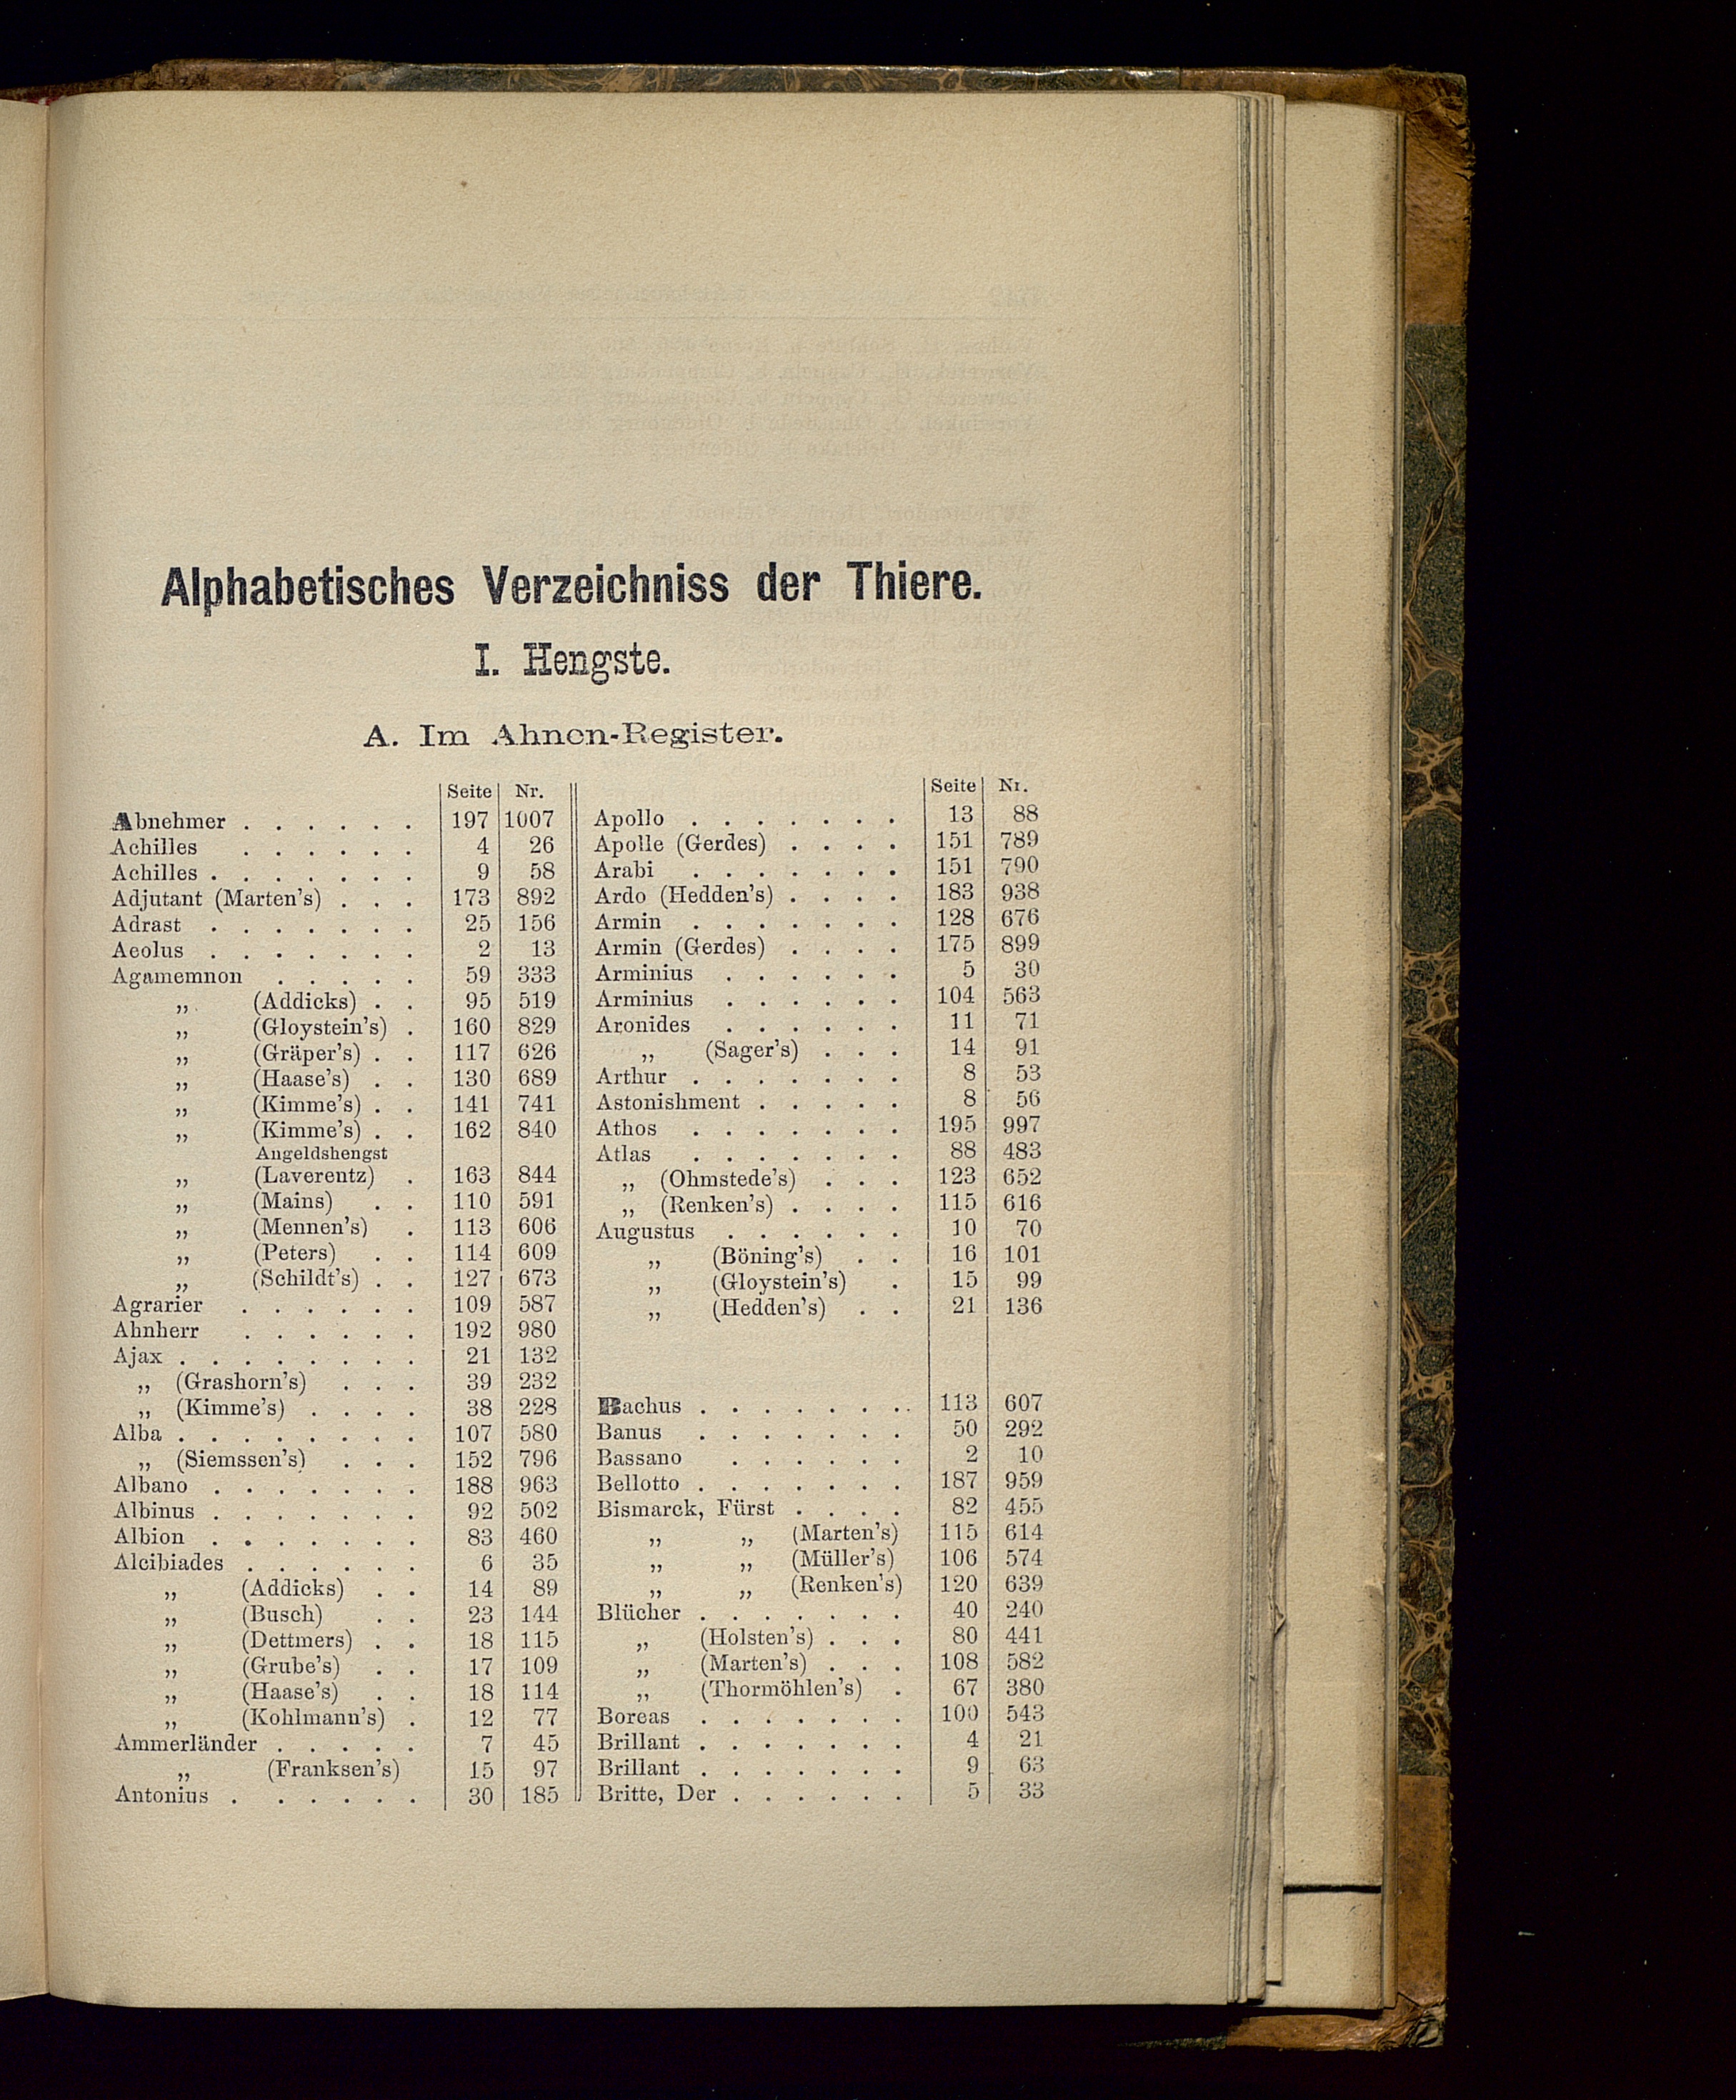 Alphabetisches Verzeichniss der Thiere.
I. Hengste.
A. Im Ahnen-Register.
Seite Nr.
Abnehmer . . . . . . 197 1007
Achilles . . . . . . 4 26
Achilles . . . . . . . 9 58
Adjutant (Marten's) . . . 173 892
Adrast . . . . . . . 25 156
Aeolus . . . . . . . 2 13
Agamemnon . . . . . 59 333
„ (Addicks) . . 95 519
„ (Gloystein's) . 160 829
„ (Gräper's) . . 117 626
„ (Haase's) . . 130 689
„ (Kimme's) . . 141 741
„ (Kimme's) . . 162 840
Angeldshengst
„ (Laverentz) . 163 844
„ (Mains) . . 110 591
„ (Mennen's) . 113 606
„ (Peters) . . 114 609
„ (Schildt's) . . 127 673
Agrarier . . . . . . 109 587
Ahnherr . . . . . . 192 980
Ajax . . . . . . . . 21 132
„ (Grashorn's) . . . 39 232
„ (Kimme's) . . . . 38 228
Alba . . . . . . . . 107 580
„ (Siemssen's) . . . 152 796
Albano . . . . . . . 188 963
Albinus . . . . . . . 92 502
Albion . . . . . . . 83 460
Alcibiades . . . . . . 6 35
„ (Addicks) . . 14 89
„ (Busch) . . 23 144
„ (Dettmers) . . 18 115
„ (Grube's) . . 17 109
„ (Haase's) . . 18 114
„ (Kohlmann's) . 12 77
Ammerländer . . . . . 7 45
„ (Franksen's) 15 97
Antonius . . . . . . 30 185
Seite Nr.
Apollo . . . . . . . 13 88
Apolle (Gerdes) . . . . 151 789
Arabi . . . . . . . 151 790
Ardo (Hedden's) . . . . 183 938
Armin . . . . . . . 128 676
Armin (Gerdes) . . . . 175 899
Arminius . . . . . . 5 30
Arminius . . . . . . 104 563
Aronides . . . . . . 11 71
„ (Sager's) . . . 14 91
Arthur . . . . . . . 8 53
Astonishment . . . . . 8 56
Athos . . . . . . . 195 997
Atlas . . . . . . . 88 483
„ (Ohmstede's) . . . 123 652
„ (Renken's) . . . . 115 616
Augustus . . . . . . 10 70
„ (Böning's) . . 16 101
„ (Gloystein's) . 15 99
„ (Hedden's) . . 21 136
Bachus . . . . . . . 113 607
Banus . . . . . . . 50 292
Bassano . . . . . . 2 10
Bellotto . . . . . . . 187 959
Bismarck, Fürst . . . . 82 455
„ „ (Marten's) 115 614
„ „ (Müller's) 106 574
„ „ (Renken's) 120 639
Blücher . . . . . . . 40 240
„ (Holsten's) . . . 80 441
„ (Marten's) . . . 108 582
„ (Thormöhlen's) . 67 380
Boreas . . . . . . . 100 543
Brillant . . . . . . . 4 21
Brillant . . . . . . . 9 63
Britte, Der . . . . . . 5 33